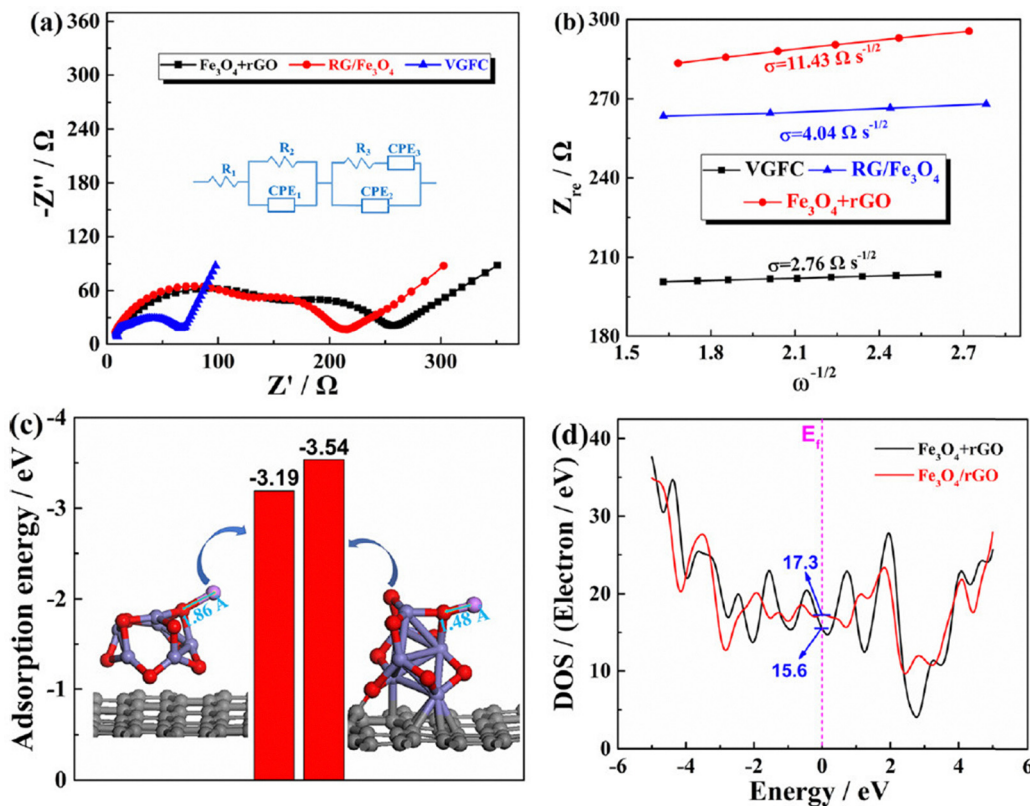 (a)
360
300
240
180
120
60
0
-Z'' / Ω
0
100
200
300
Z' / Ω
Fe₃O₄+rGO RG/Fe₃O₄ VGFC
R₁
R₂
CPE₁
R₃
CPE₃
CPE₂
(b)
300
270
240
210
180
Z_re / Ω
1.5
1.8
2.1
2.4
2.7
ω^-1/2
σ=11.43 Ω s^-1/2
σ=4.04 Ω s^-1/2
VGFC RG/Fe₃O₄
Fe₃O₄+rGO
σ=2.76 Ω s^-1/2
(c)
-4
-3
-2
-1
0
Adsorption energy / eV
-3.19
-3.54
1.86 A
1.48 A
(d)
40
30
20
10
0
DOS / (Electron / eV)
-6
-4
-2
0
2
4
6
Energy / eV
E_f
Fe₃O₄+rGO
Fe₃O₄/rGO
17.3
15.6